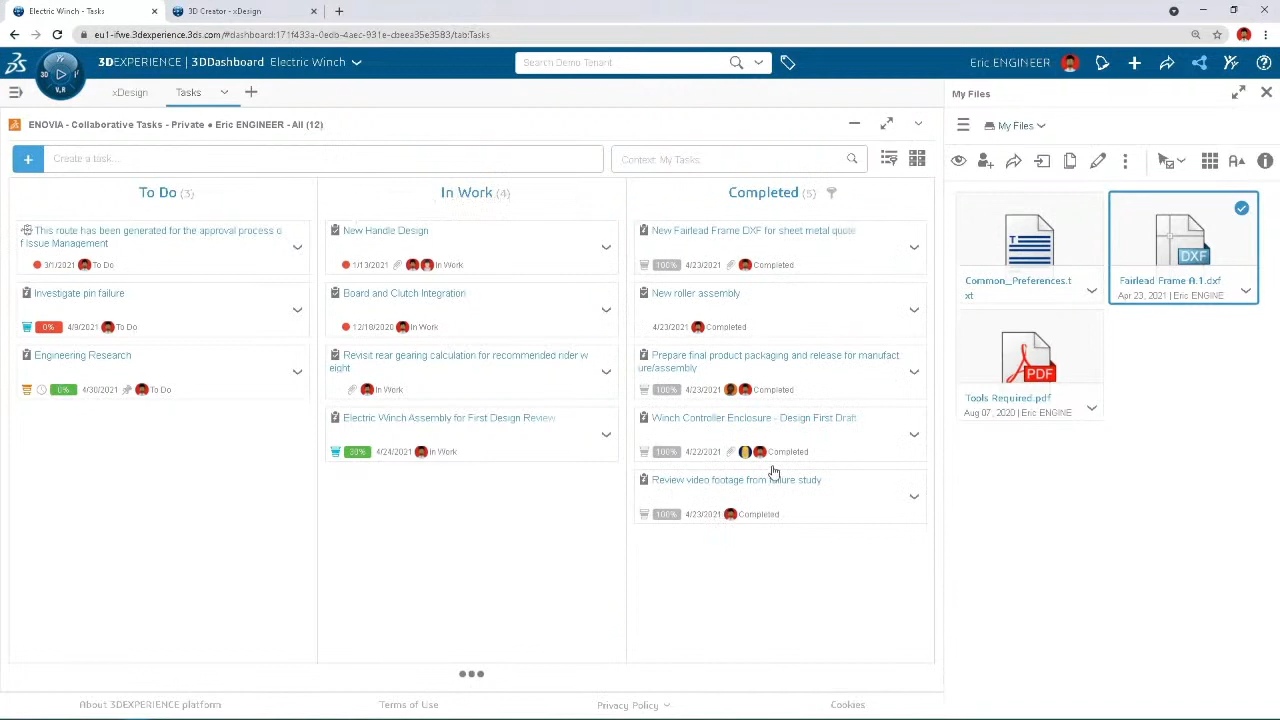 Electric Winch - Tasks
3D Creator - xDesign
eu1-ifwe.3dexperience.3ds.com/#dashboard:171f433a-0edb-4aec-931e-cbeea35e3583/tab:Tasks
3DEXPERIENCE | 3DDashboard Electric Winch
Search Demo Tenant
Eric ENGINEER
3D
V,R
xDesign
Tasks
My Files
ENOVIA - Collaborative Tasks - Private ● Eric ENGINEER - All (12)
My Files
Create a task...
Context: My Tasks
To Do (3)
This route has been generated for the approval process o
f Issue Management
3/1/2021 To Do
Investigate pin failure
0% 4/9/2021 To Do
Engineering Research
0% 4/30/2021 To Do
In Work (4)
New Handle Design
1/13/2021 In Work
Board and Clutch Integration
12/18/2020 In Work
Revisit rear gearing calculation for recommended rider w
eight
In Work
Electric Winch Assembly for First Design Review
30% 4/24/2021 In Work
Completed (5)
New Fairlead Frame DXF for sheet metal quote
100% 4/23/2021 Completed
New roller assembly
4/23/2021 Completed
Prepare final product packaging and release for manufact
ure/assembly
100% 4/23/2021 Completed
Winch Controller Enclosure - Design First Draft
100% 4/22/2021 Completed
Review video footage from failure study
100% 4/23/2021 Completed
Common_Preferences.t
xt
DXF
Fairlead Frame A.1.dxf
Apr 23, 2021 | Eric ENGINE
PDF
Tools Required.pdf
Aug 07, 2020 | Eric ENGINE
About 3DEXPERIENCE platform
Terms of Use
Privacy Policy
Cookies